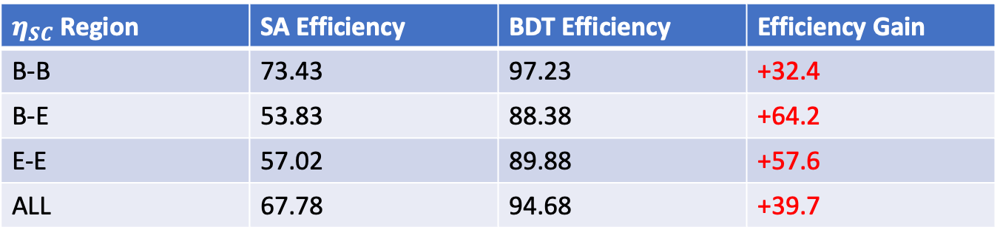 η_SC Region SA Efficiency BDT Efficiency Efficiency Gain
B-B 73.43 97.23 +32.4
B-E 53.83 88.38 +64.2
E-E 57.02 89.88 +57.6
ALL 67.78 94.68 +39.7